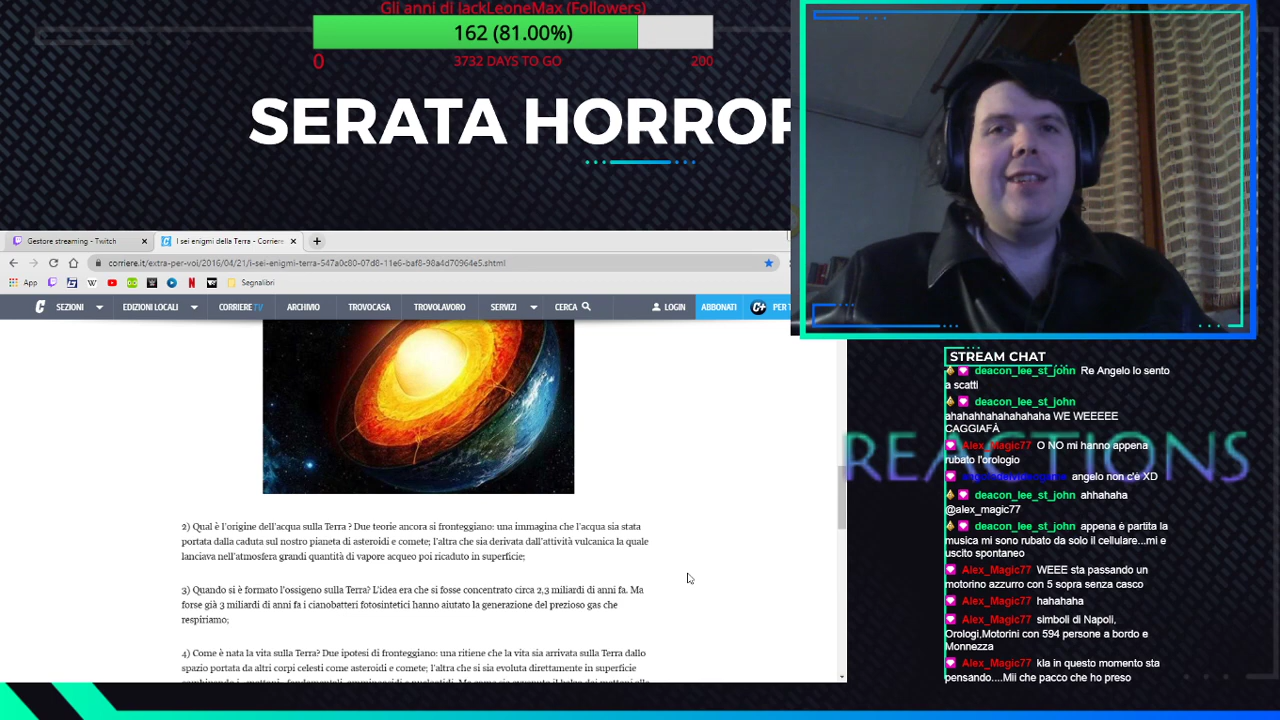 Gli anni di IackLeoneMax (Followers)
162 (81.00%)
0
3732 DAYS TO GO
200
SERATA HORROR
Gestore streaming - Twitch
I sei enigmi della Terra - Corriere
corriere.it/extra-per-voi/2016/04/21/i-sei-enigmi-terra-547a0c80-07d8-11e6-baf8-98a4d70964e5.shtml
App
Segnalibri
SEZIONI
EDIZIONI LOCALI
CORRIERE TV
ARCHIVIO
TROVOCASA
TROVOLAVORO
SERVIZI
CERCA
LOGIN
ABBONATI
C+ PER T
2) Qual è l'origine dell'acqua sulla Terra ? Due teorie ancora si fronteggiano: una immagina che l'acqua sia stata
portata dalla caduta sul nostro pianeta di asteroidi e comete; l'altra che sia derivata dall'attività vulcanica la quale
lanciava nell'atmosfera grandi quantità di vapore acqueo poi ricaduto in superficie;
3) Quando si è formato l'ossigeno sulla Terra? L'idea era che si fosse concentrato circa 2,3 miliardi di anni fa. Ma
forse già 3 miliardi di anni fa i cianobatteri fotosintetici hanno aiutato la generazione del prezioso gas che
respiriamo;
4) Come è nata la vita sulla Terra? Due ipotesi di fronteggiano: una ritiene che la vita sia arrivata sulla Terra dallo
spazio portata da altri corpi celesti come asteroidi e comete; l'altra che si sia evoluta direttamente in superficie
REACTIONS
STREAM CHAT
deacon_lee_st_john Re Angelo lo sento
a scatti
deacon_lee_st_john
ahahahhahahahahaha WE WEEEEE
CAGGIAFÀ
Alex_Magic77 O NO mi hanno appena
rubato l'orologio
angelo non c'è XD
deacon_lee_st_john ahhahaha
@alex_magic77
deacon_lee_st_john appena é partita la
musica mi sono rubato da solo il cellulare...mi e
uscito spontaneo
Alex_Magic77 WEEE sta passando un
motorino azzurro con 5 sopra senza casco
Alex_Magic77 hahahaha
Alex_Magic77 simboli di Napoli,
Orologi,Motorini con 594 persone a bordo e
Monnezza
Alex_Magic77 kla in questo momento sta
pensando....Mii che pacco che ho preso